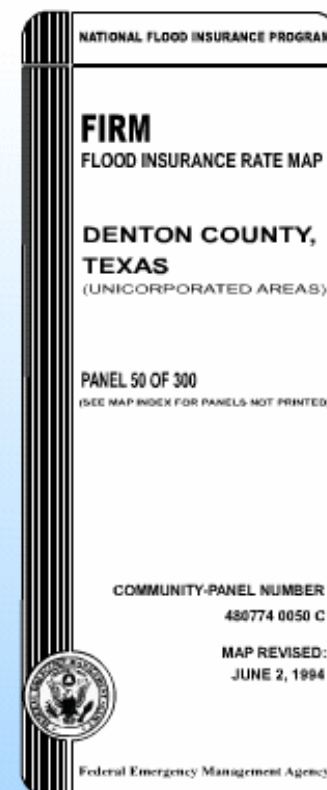 NATIONAL FLOOD INSURANCE PROGRAM
FIRM
FLOOD INSURANCE RATE MAP
DENTON COUNTY,
TEXAS
(UNICORPORATED AREAS)
PANEL 50 OF 300
(SEE MAP INDEX FOR PANELS NOT PRINTED
COMMUNITY-PANEL NUMBER
480774 0050 C
MAP REVISED:
JUNE 2, 1994
Federal Emergency Management Agency